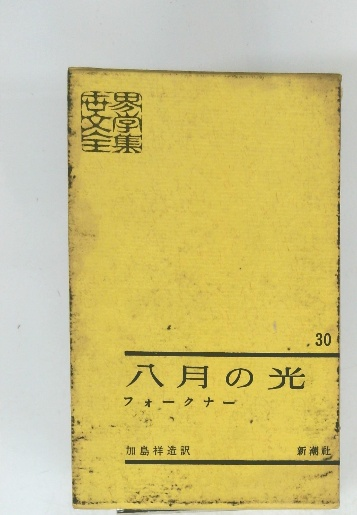 世界文学全集
30
八月の光
フォークナー
加島祥造訳 新潮社